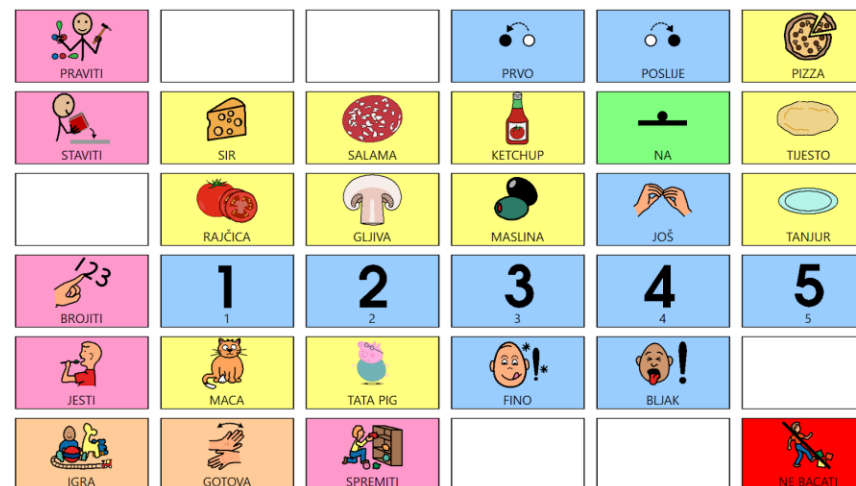 PRAVITI
PRVO
POSLIJE
PIZZA
STAVITI
SIR
SALAMA
KETCHUP
NA
TIJESTO
RAJČICA
GLJIVA
MASLINA
JOŠ
TANJUR
123
BROJITI
1
1
2
2
3
3
4
4
5
5
JESTI
MACA
TATA PIG
FINO
BLJAK
IGRA
GOTOVA
SPREMITI
NE BACATI